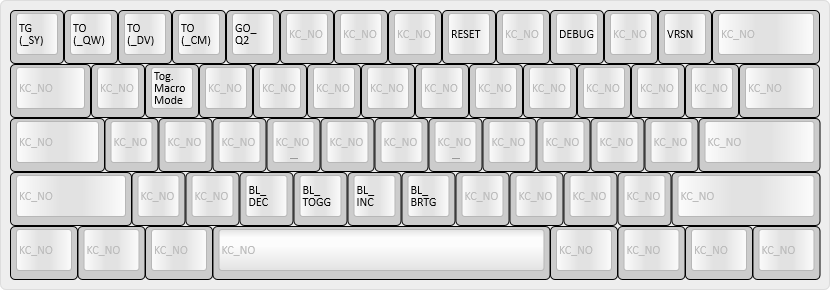 TG (_SY) TO (_QW) TO (_DV) TO (_CM) GO_ Q2 KC_NO KC_NO KC_NO RESET KC_NO DEBUG KC_NO VRSN KC_NO
KC_NO KC_NO Tog. Macro Mode KC_NO KC_NO KC_NO KC_NO KC_NO KC_NO KC_NO KC_NO KC_NO KC_NO KC_NO
KC_NO KC_NO KC_NO KC_NO KC_NO _ KC_NO KC_NO KC_NO _ KC_NO KC_NO KC_NO KC_NO KC_NO
KC_NO KC_NO KC_NO BL_ DEC BL_ TOGG BL_ INC BL_ BRTG KC_NO KC_NO KC_NO KC_NO KC_NO
KC_NO KC_NO KC_NO KC_NO KC_NO KC_NO KC_NO KC_NO